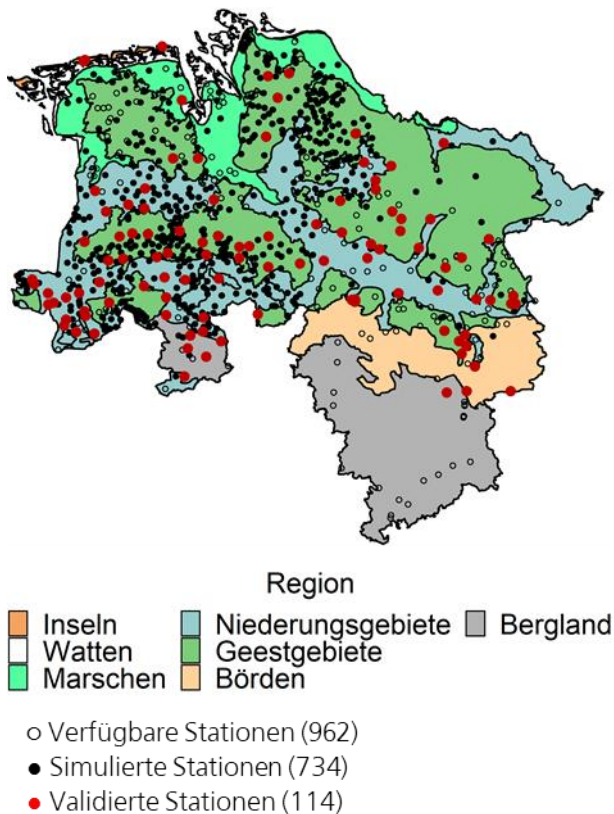 Region
Inseln Niederungsgebiete Bergland
Watten Geestgebiete
Marschen Börden
Verfügbare Stationen (962)
Simulierte Stationen (734)
Validierte Stationen (114)